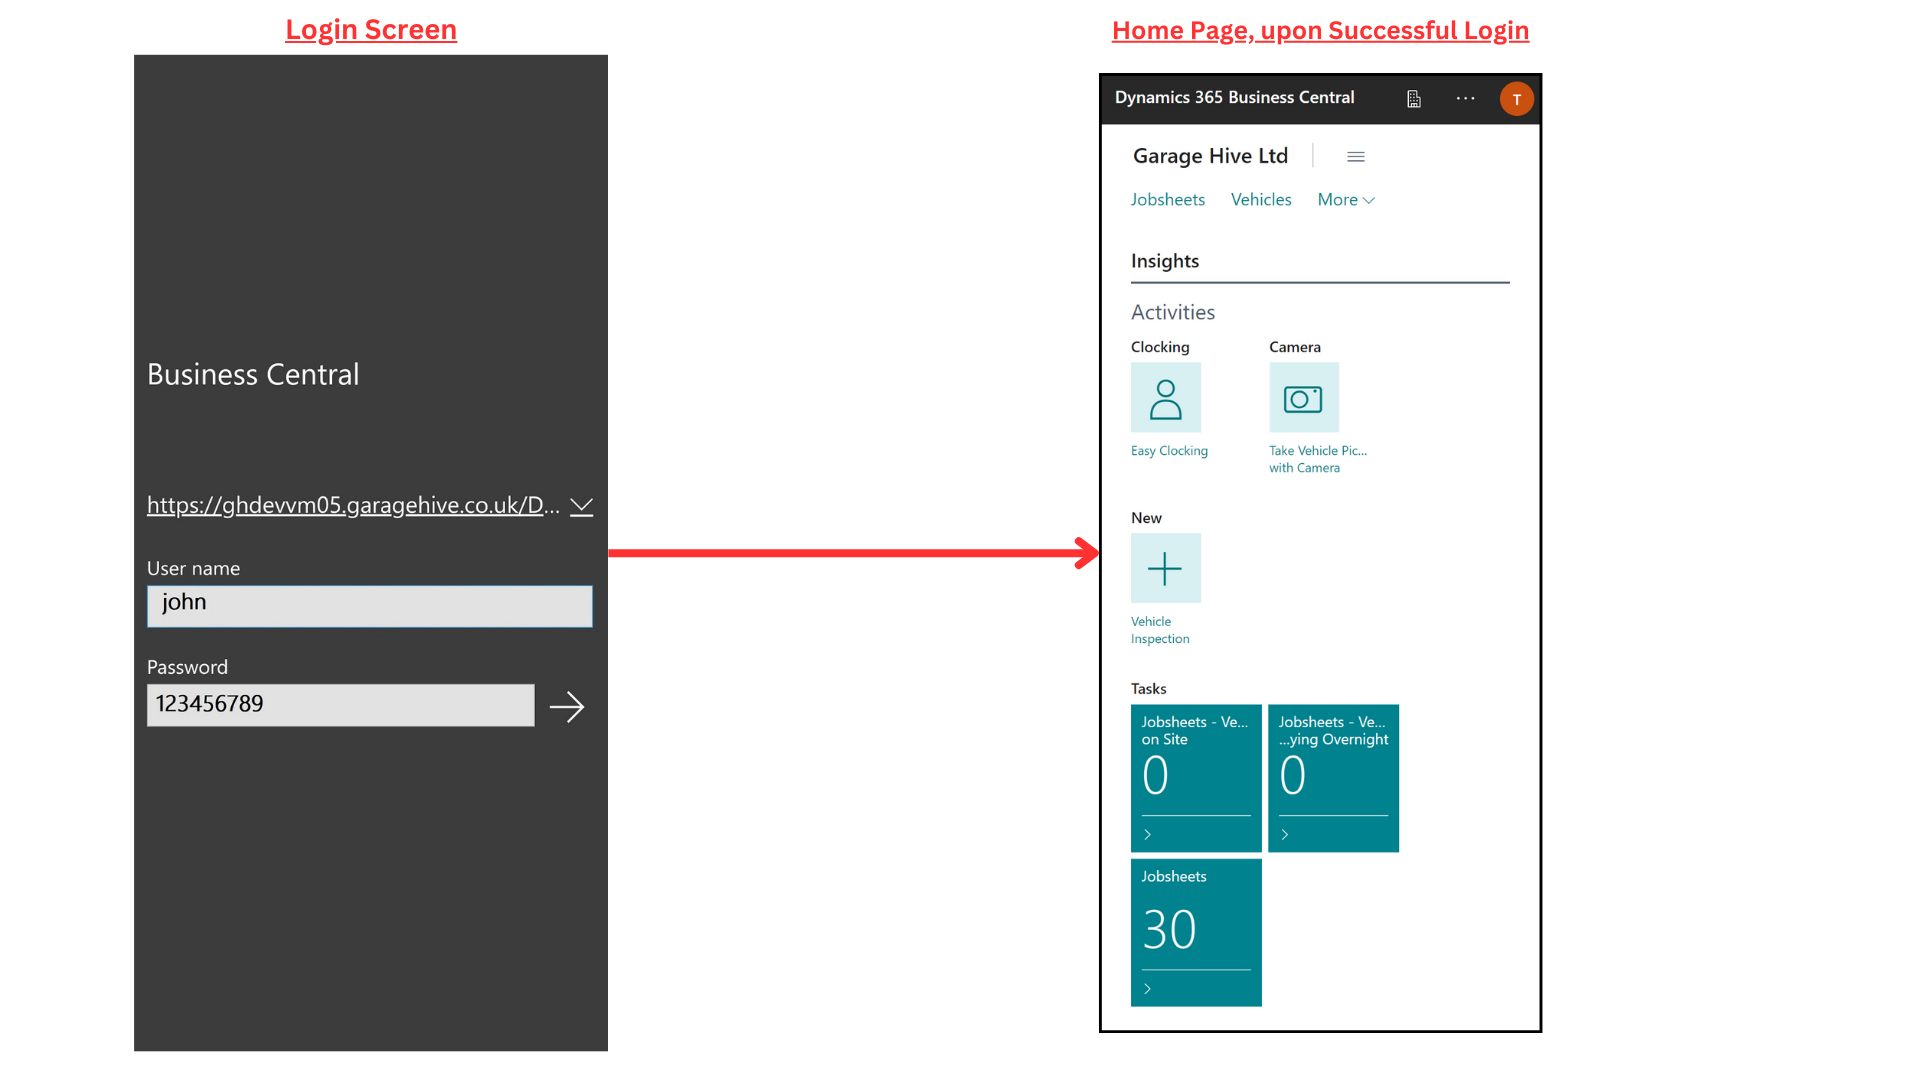 Login Screen
Business Central
https://ghdevvm05.garagehive.co.uk/D...
User name
john
Password
123456789
Home Page, upon Successful Login
Dynamics 365 Business Central
T
Garage Hive Ltd
Jobsheets Vehicles More
Insights
Activities
Clocking Camera
Easy Clocking Take Vehicle Pic...
with Camera
New
Vehicle
Inspection
Tasks
Jobsheets - Ve... Jobsheets - Ve...
on Site ...ying Overnight
0 0
Jobsheets
30